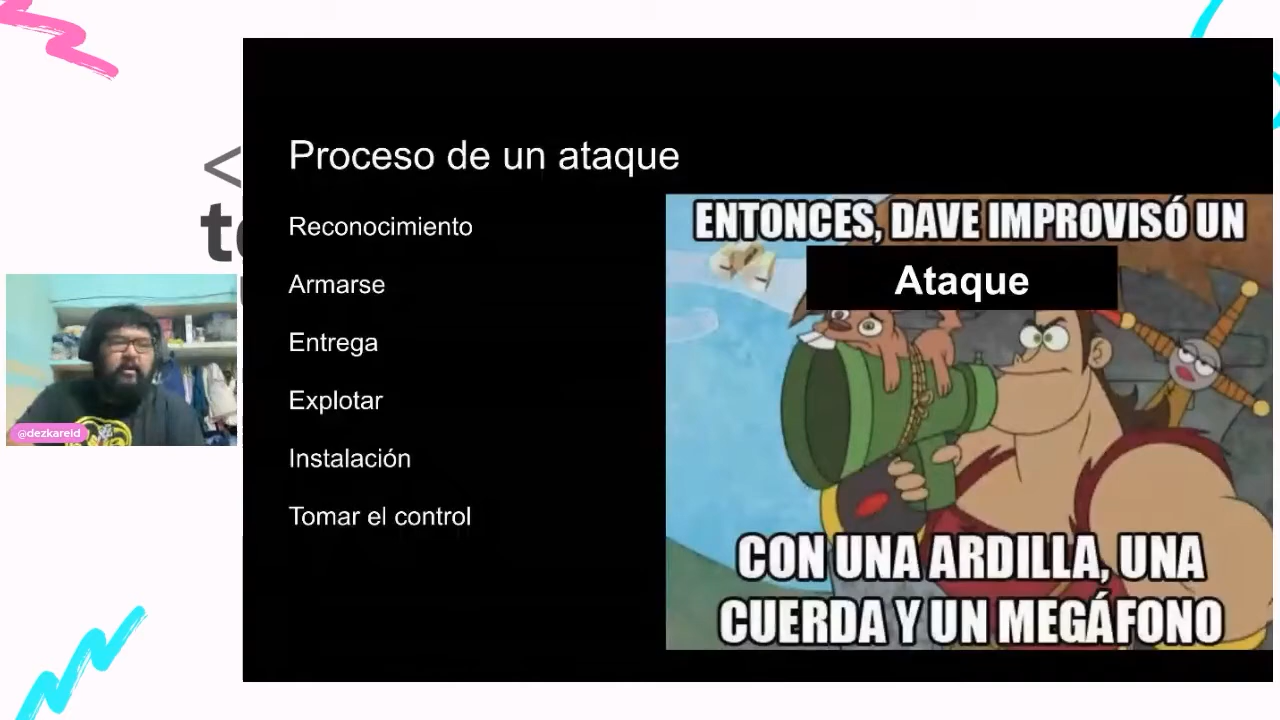 Proceso de un ataque
Reconocimiento
Armarse
Entrega
Explotar
Instalación
Tomar el control
ENTONCES, DAVE IMPROVISÓ UN
Ataque
CON UNA ARDILLA, UNA
CUERDA Y UN MEGÁFONO
<
@dezkareid